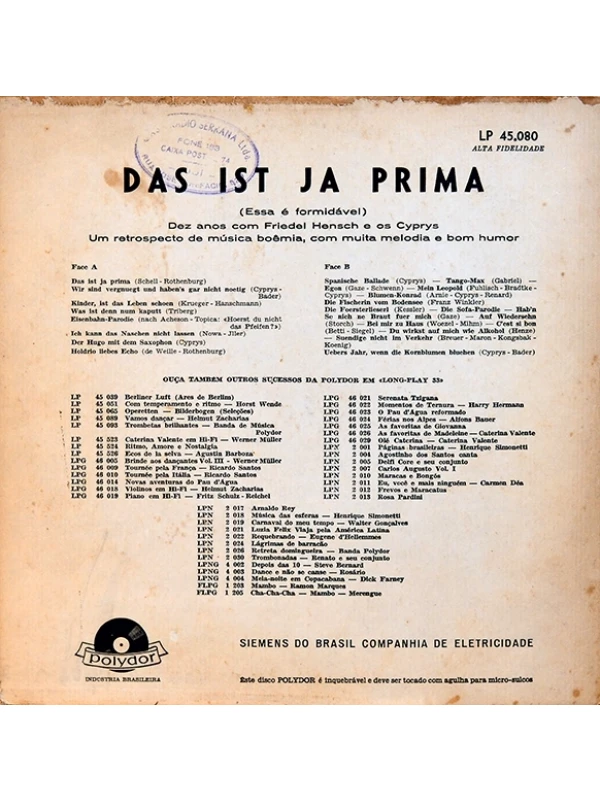 LP 45.080
ALTA FIDELIDADE
SERRANA Ltda
FONE 190
CAIXA POST 74
DAS IST JA PRIMA
(Essa é formidável)
Dez anos com Friedel Hensch e os Cyprys
Um retrospecto de música boêmia, com muita melodia e bom humor
Face A
Das ist ja prima (Scheil - Rothenburg)
Wir sind vergnuegt und haben's gar nicht noetig (Cyprys - Bader)
Kinder, ist das Leben schoen (Krueger - Hanschmann)
Was ist denn num kaputt (Triberg)
Eisenbahn-Parodie (nach Acheson - Topica: «Hoerst du nicht das Pfeifen?»)
Ich kann das Naschen nicht lassen (Nowa - Jller)
Der Hugo mit dem Saxophon (Cyprys)
Holdrio liebes Echo (de Weille - Rothenburg)
Face B
Spanische Ballade (Cyprys) — Tango-Max (Gabriel) —
Egon (Gaze - Schwenn) — Mein Leopold (Puhlisch - Bradtke -
Cyprys) — Blumen-Konrad (Arnie - Cyprys - Renard)
Die Fischerin vom Bodensee (Franz Winkler)
Die Foersterliesel (Kessler) — Die Sofa-Parodie — Hab'n
So nich no Braut fuer mich (Gaze) — Auf Wiedersehn
(Storch) — Bei mir zu Haus (Woezel - Mihm) — C'est si bon
(Betti - Siegel) — Du wirkst auf mich wie Alkohol (Henze)
— Suendige nicht im Verkehr (Breuer - Maron - Kongsbak -
Koenig)
Uebers Jahr, wenn die Kornblumen bluehen (Cyprys - Bader)
OUÇA TAMBEM OUTROS SUCESSOS DA POLYDOR EM «LONG-PLAY 33»
LP 45 039 Berliner Luft (Ares de Berlim)
LP 45 051 Com temperamento e ritmo — Horst Wende
LP 45 065 Operetten — Bilderbogen (Seleções)
LP 45 089 Vamos dançar — Helmut Zacharias
LP 45 093 Trombetas brilhantes — Banda de Música Polydor
LP 45 523 Caterina Valente em Hi-Fi — Werner Müller
LP 45 524 Ritmo, Amore e Nostalgia
LP 45 526 Ecos de la selva — Agustin Barboza
LPG 46 005 Brinde aos dançantes Vol. III - Werner Müller
LPG 46 009 Tournée pela França — Ricardo Santos
LPG 46 010 Tournée pela Itália — Ricardo Santos
LPG 46 014 Novas aventuras do Pau d'Água
LPG 46 018 Violinos em Hi-Fi — Helmut Zacharias
LPG 46 019 Piano em Hi-Fi — Fritz Schulz - Reichel
LPG 46 021 Serenata Tzigana
LPG 46 022 Momentos de Ternura — Harry Hermann
LPG 46 023 O Pau d'Água reformado
LPG 46 024 Férias nos Alpes — Alfons Bauer
LPG 46 025 As favoritas de Giovanna
LPG 46 026 As favoritas de Madeleine — Caterina Valente
LPG 46 029 Olé Caterina — Caterina Valente
LPN 2 001 Páginas brasileiras — Henrique Simonetti
LPN 2 004 Agostinho dos Santos canta
LPN 2 005 Delfi Core e seu conjunto
LPN 2 007 Carlos Augusto Vol. I
LPN 2 010 Maracas e Bongós
LPN 2 011 Eu, você e mais ninguém — Carmen Déa
LPN 2 012 Frevos e Maracatus
LPN 2 013 Rosa Pardini
LPN 2 017 Arnaldo Rey
LPN 2 018 Música das esferas — Henrique Simonetti
LPN 2 019 Carnaval do meu tempo — Walter Gonçalves
LPN 2 021 Luzia Felix Viaja pela América Latina
LPN 2 022 Requebrando — Eugene d'Hellemmes
LPN 2 024 Lágrimas de barracão
LPN 2 026 Retreta domingueira — Banda Polydor
LPN 2 030 Trombonadas — Renato e seu conjunto
LPNG 4 002 Depois das 10 — Steve Bernard
LPNG 4 003 Dance e não se canse — Rosário
LPNG 4 004 Meia-noite em Copacabana — Dick Farney
FLPG 1 203 Mambo — Ramon Marquez
FLPG 1 205 Cha-Cha-Cha — Mambo — Merengue
polydor
INDÚSTRIA BRASILEIRA
SIEMENS DO BRASIL COMPANHIA DE ELETRICIDADE
Este disco POLYDOR é inquebrável e deve ser tocado com agulha para micro-sulcos